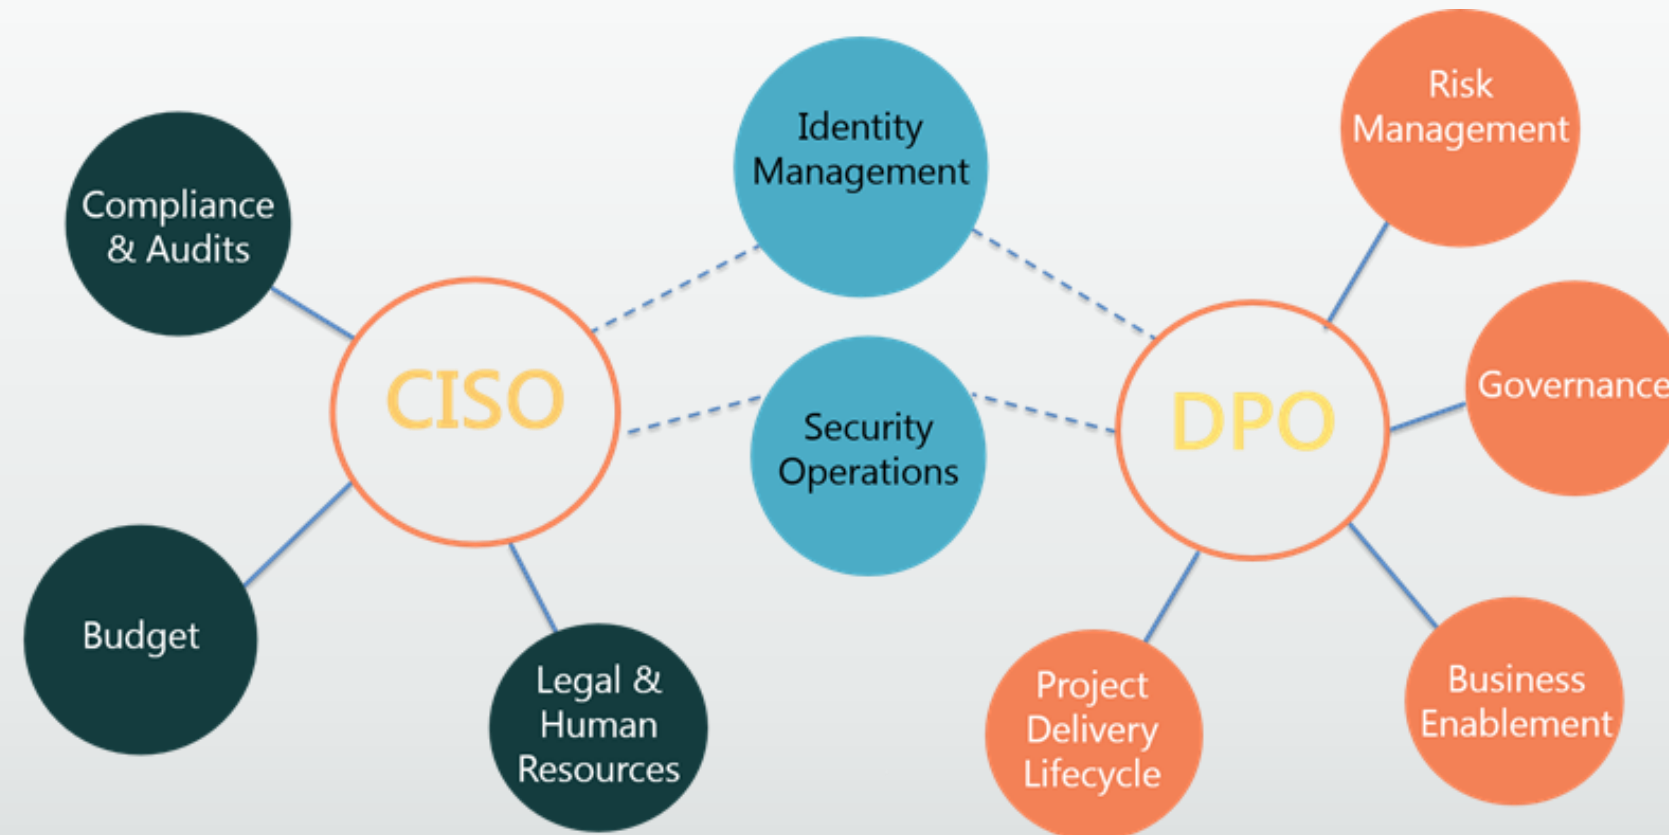 Compliance
& Audits
CISO
Budget
Legal &
Human
Resources
Identity
Management
Security
Operations
DPO
Risk
Management
Governance
Business
Enablement
Project
Delivery
Lifecycle